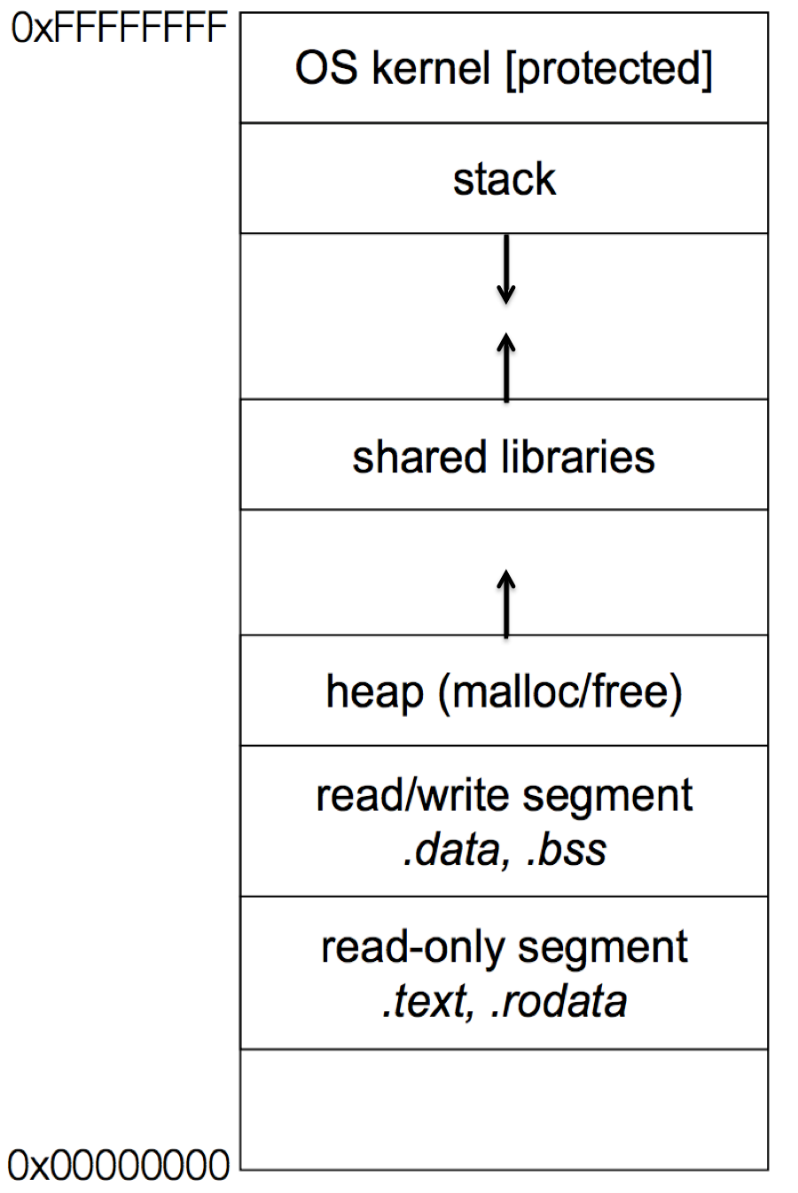 0xFFFFFFFF
OS kernel [protected]
stack
shared libraries
heap (malloc/free)
read/write segment
.data, .bss
read-only segment
.text, .rodata
0x00000000